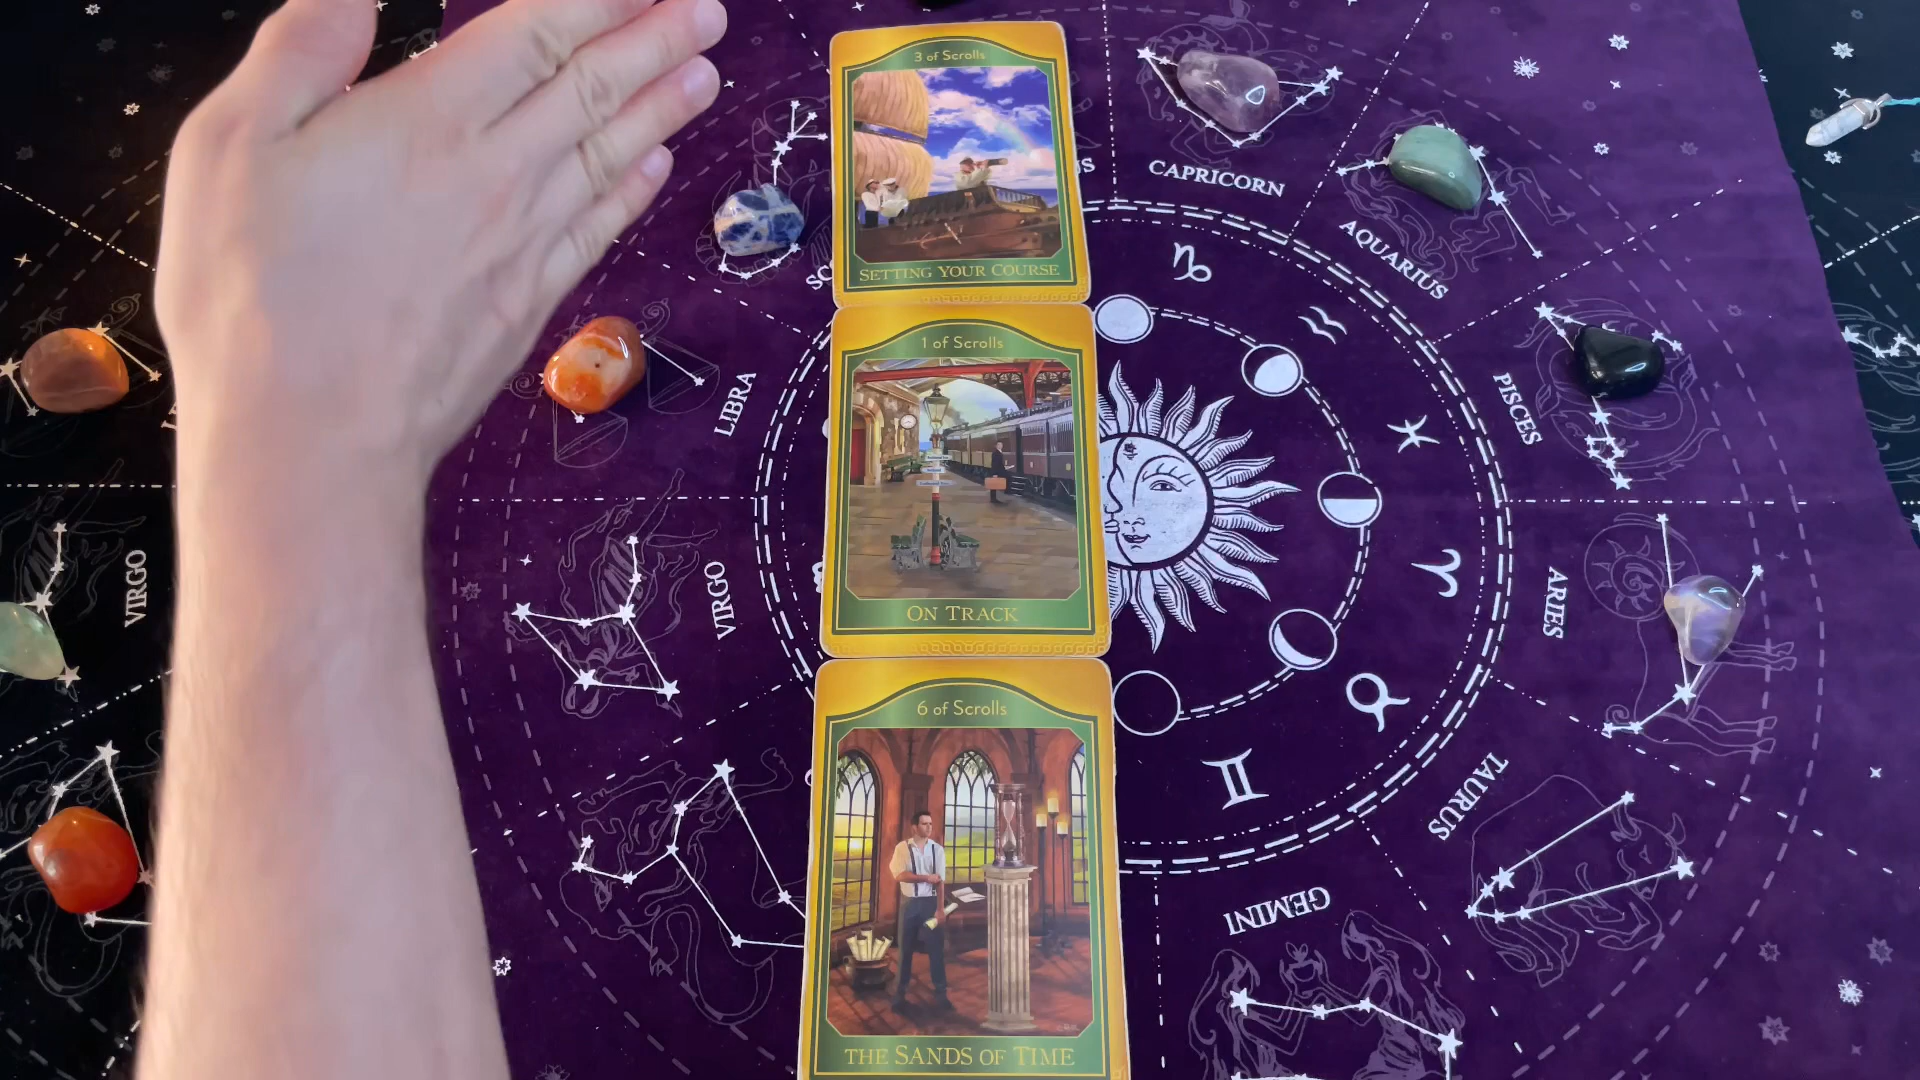 3 of Scrolls
SETTING YOUR COURSE
1 of Scrolls
ON TRACK
6 of Scrolls
THE SANDS OF TIME
CAPRICORN
AQUARIUS
PISCES
ARIES
TAURUS
GEMINI
LIBRA
VIRGO
VIRGO